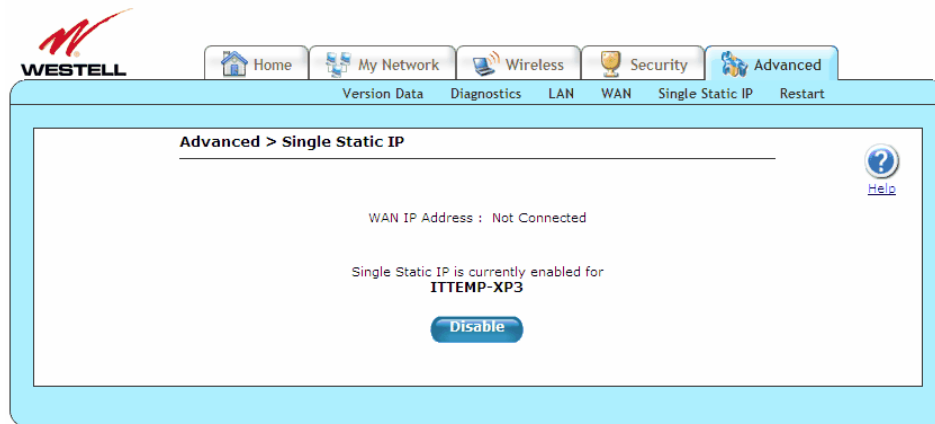 WESTELL
Home My Network Wireless Security Advanced
Version Data Diagnostics LAN WAN Single Static IP Restart
Advanced > Single Static IP
Help
WAN IP Address : Not Connected
Single Static IP is currently enabled for
ITTEMP-XP3
Disable